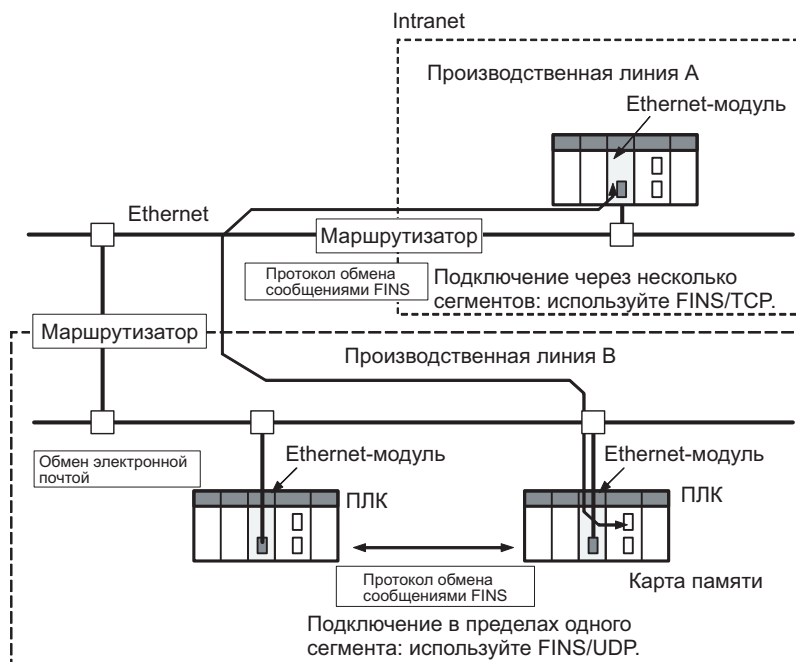 Intranet
Производственная линия A
Ethernet-модуль
Ethernet
Маршрутизатор
Протокол обмена
сообщениями FINS
Подключение через несколько
сегментов: используйте FINS/TCP.
Маршрутизатор
Производственная линия B
Обмен электронной
почтой
Ethernet-модуль
ПЛК
Ethernet-модуль
ПЛК
Протокол обмена
сообщениями FINS
Карта памяти
Подключение в пределах одного
сегмента: используйте FINS/UDP.